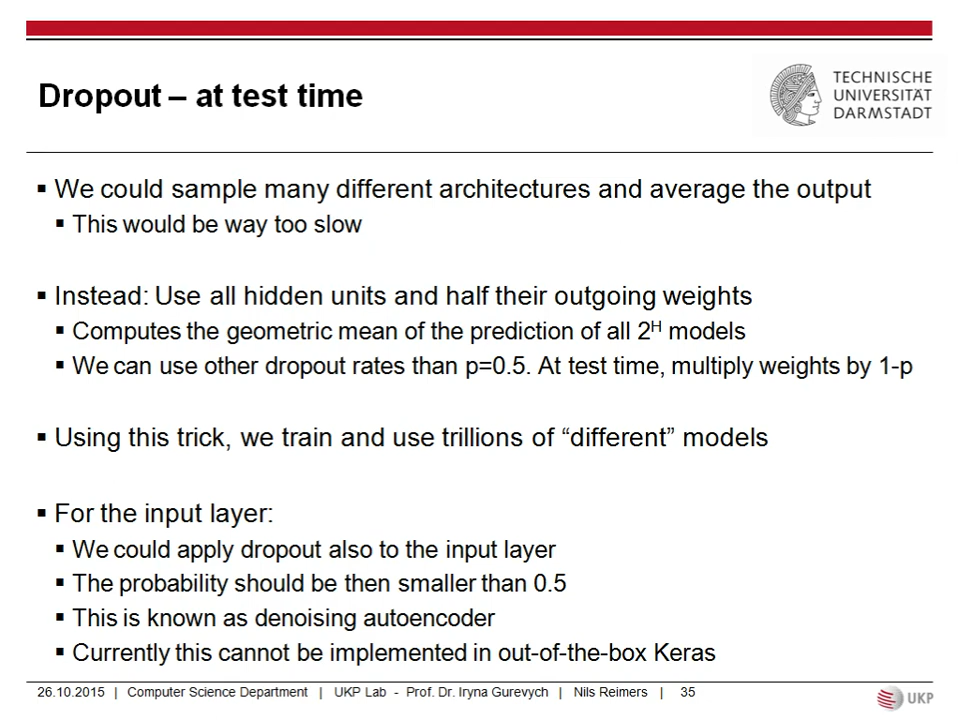 Dropout – at test time
TECHNISCHE
UNIVERSITÄT
DARMSTADT
▪ We could sample many different architectures and average the output
▪ This would be way too slow
▪ Instead: Use all hidden units and half their outgoing weights
▪ Computes the geometric mean of the prediction of all 2ᴴ models
▪ We can use other dropout rates than p=0.5. At test time, multiply weights by 1-p
▪ Using this trick, we train and use trillions of “different” models
▪ For the input layer:
▪ We could apply dropout also to the input layer
▪ The probability should be then smaller than 0.5
▪ This is known as denoising autoencoder
▪ Currently this cannot be implemented in out-of-the-box Keras
26.10.2015 | Computer Science Department | UKP Lab - Prof. Dr. Iryna Gurevych | Nils Reimers | 35
UKP